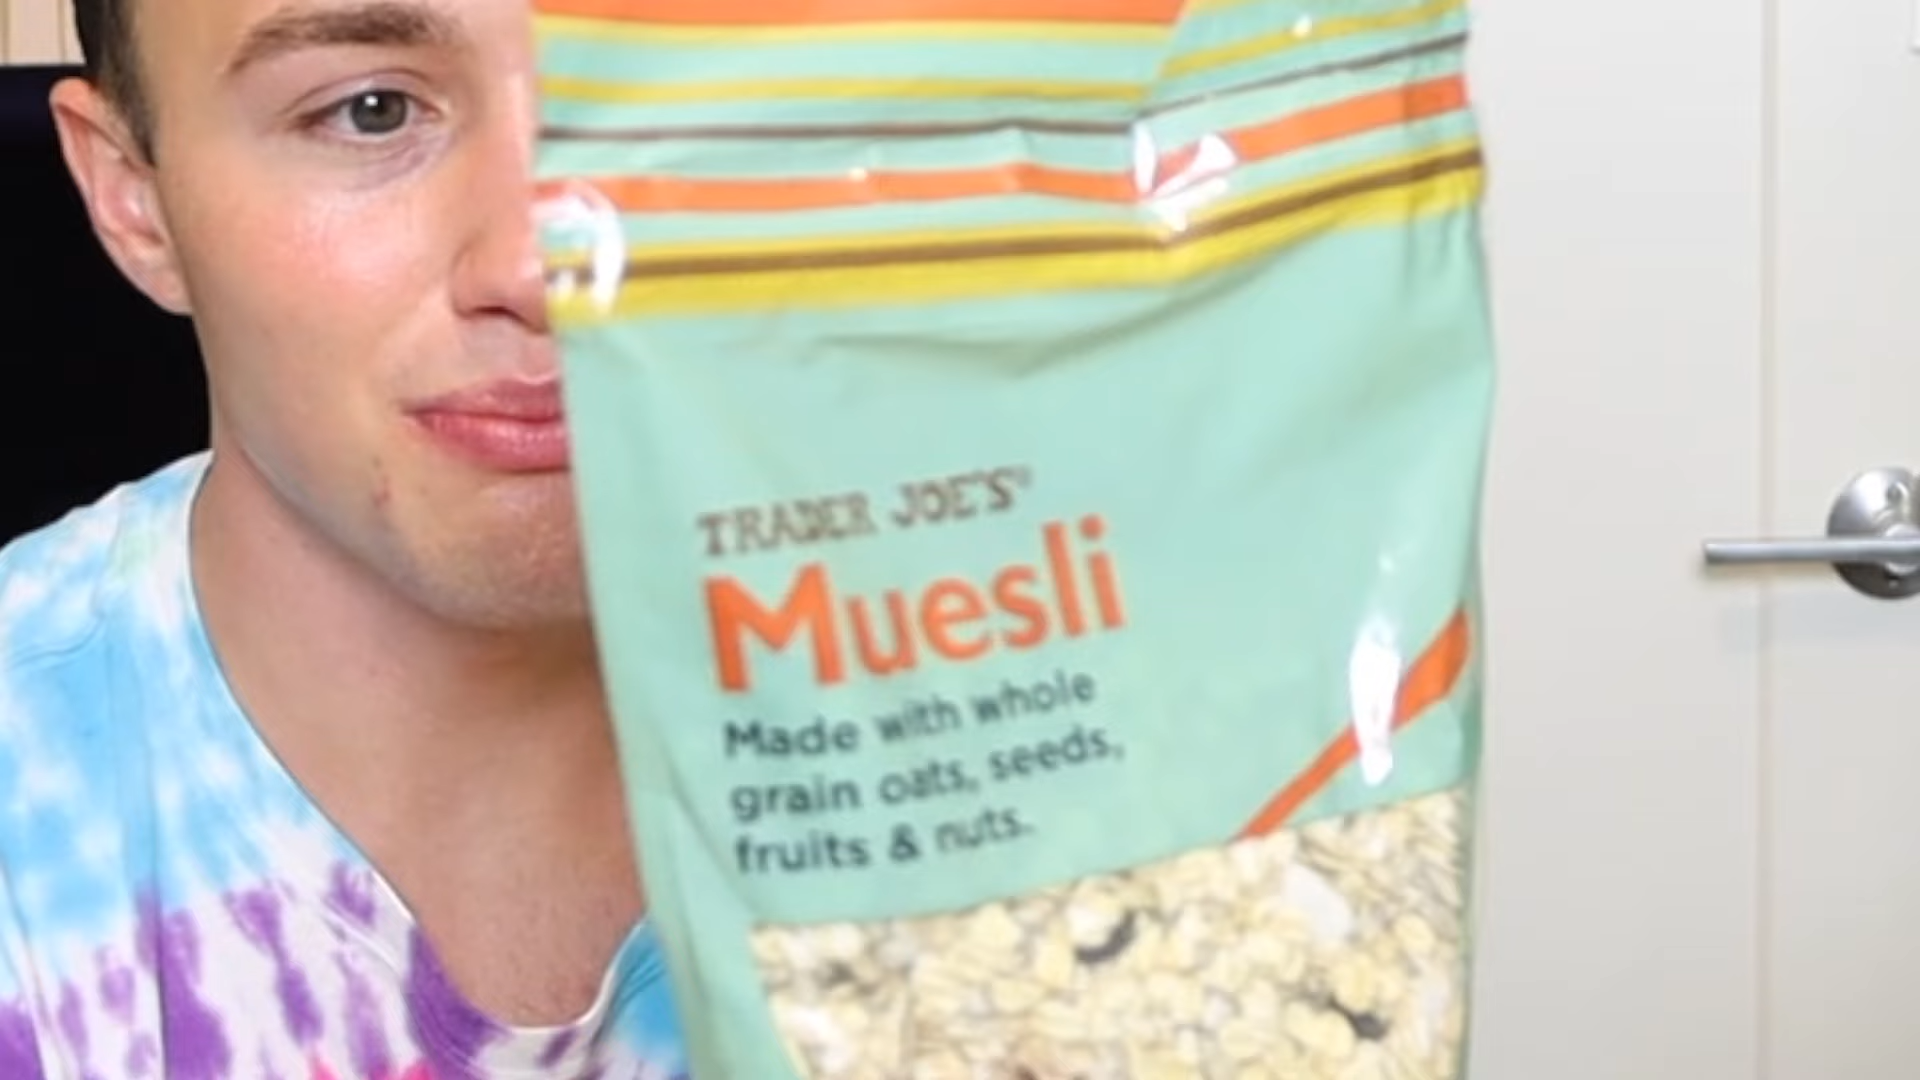 TRADER JOE'S®
Muesli
Made with whole
grain oats, seeds,
fruits & nuts.